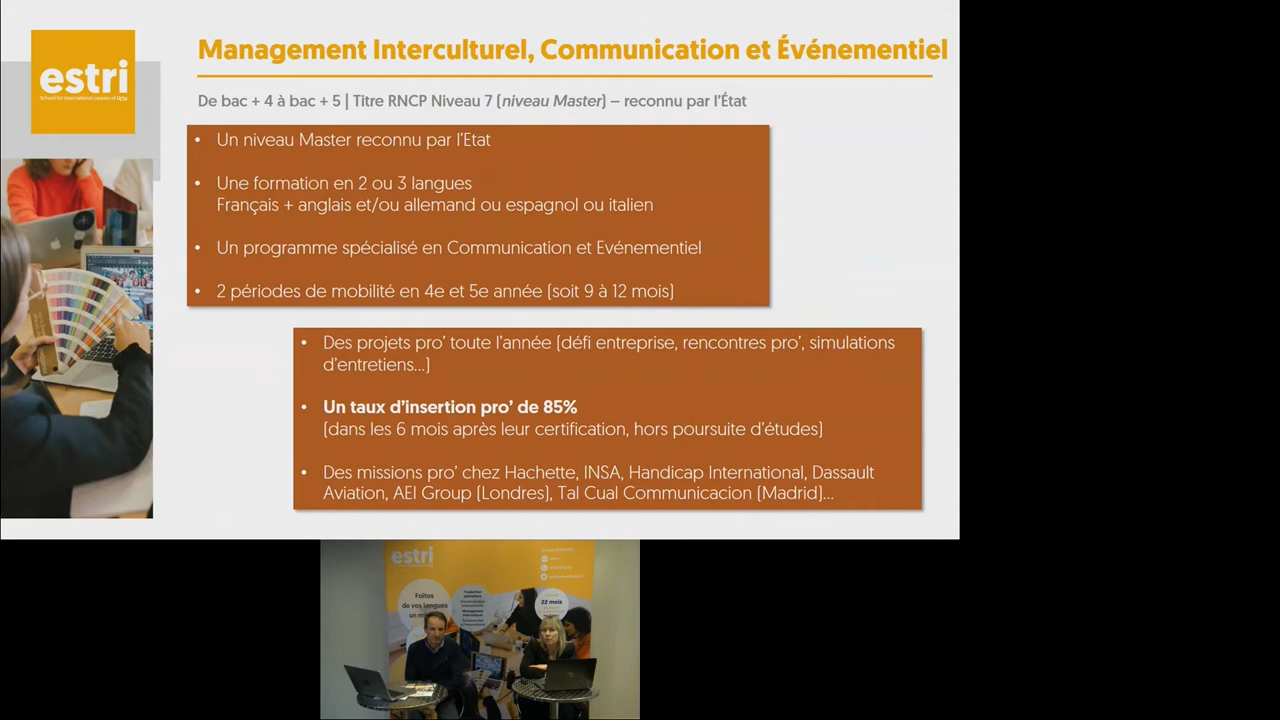 estri
School for international careers of ucly
Management Interculturel, Communication et Événementiel
De bac + 4 à bac + 5 | Titre RNCP Niveau 7 (niveau Master) – reconnu par l'État
• Un niveau Master reconnu par l'Etat
• Une formation en 2 ou 3 langues
Français + anglais et/ou allemand ou espagnol ou italien
• Un programme spécialisé en Communication et Evénementiel
• 2 périodes de mobilité en 4e et 5e année (soit 9 à 12 mois)
• Des projets pro' toute l'année (défi entreprise, rencontres pro', simulations
d'entretiens...)
• Un taux d'insertion pro' de 85%
(dans les 6 mois après leur certification, hors poursuite d'études)
• Des missions pro' chez Hachette, INSA, Handicap International, Dassault
Aviation, AEI Group (Londres), Tal Cual Communicacion (Madrid)...
estri
Faites
de vos langues
un
22 mois